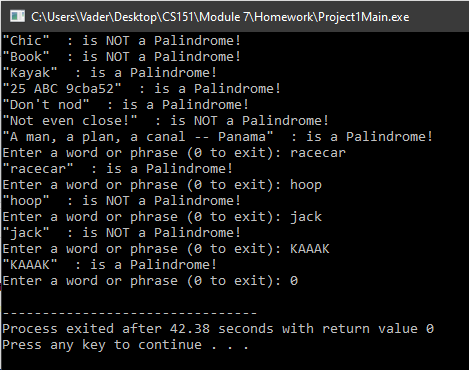 C:\Users\Vader\Desktop\CS151\Module 7\Homework\Project1Main.exe
"Chic"  : is NOT a Palindrome!
"Book"  : is NOT a Palindrome!
"Kayak"  : is a Palindrome!
"25 ABC 9cba52"  : is a Palindrome!
"Don't nod"  : is a Palindrome!
"Not even close!"  : is NOT a Palindrome!
"A man, a plan, a canal -- Panama"  : is a Palindrome!
Enter a word or phrase (0 to exit): racecar
"racecar"  : is a Palindrome!
Enter a word or phrase (0 to exit): hoop
"hoop"  : is NOT a Palindrome!
Enter a word or phrase (0 to exit): jack
"jack"  : is NOT a Palindrome!
Enter a word or phrase (0 to exit): KAAAK
"KAAAK"  : is a Palindrome!
Enter a word or phrase (0 to exit): 0
--------------------------------
Process exited after 42.38 seconds with return value 0
Press any key to continue . . .